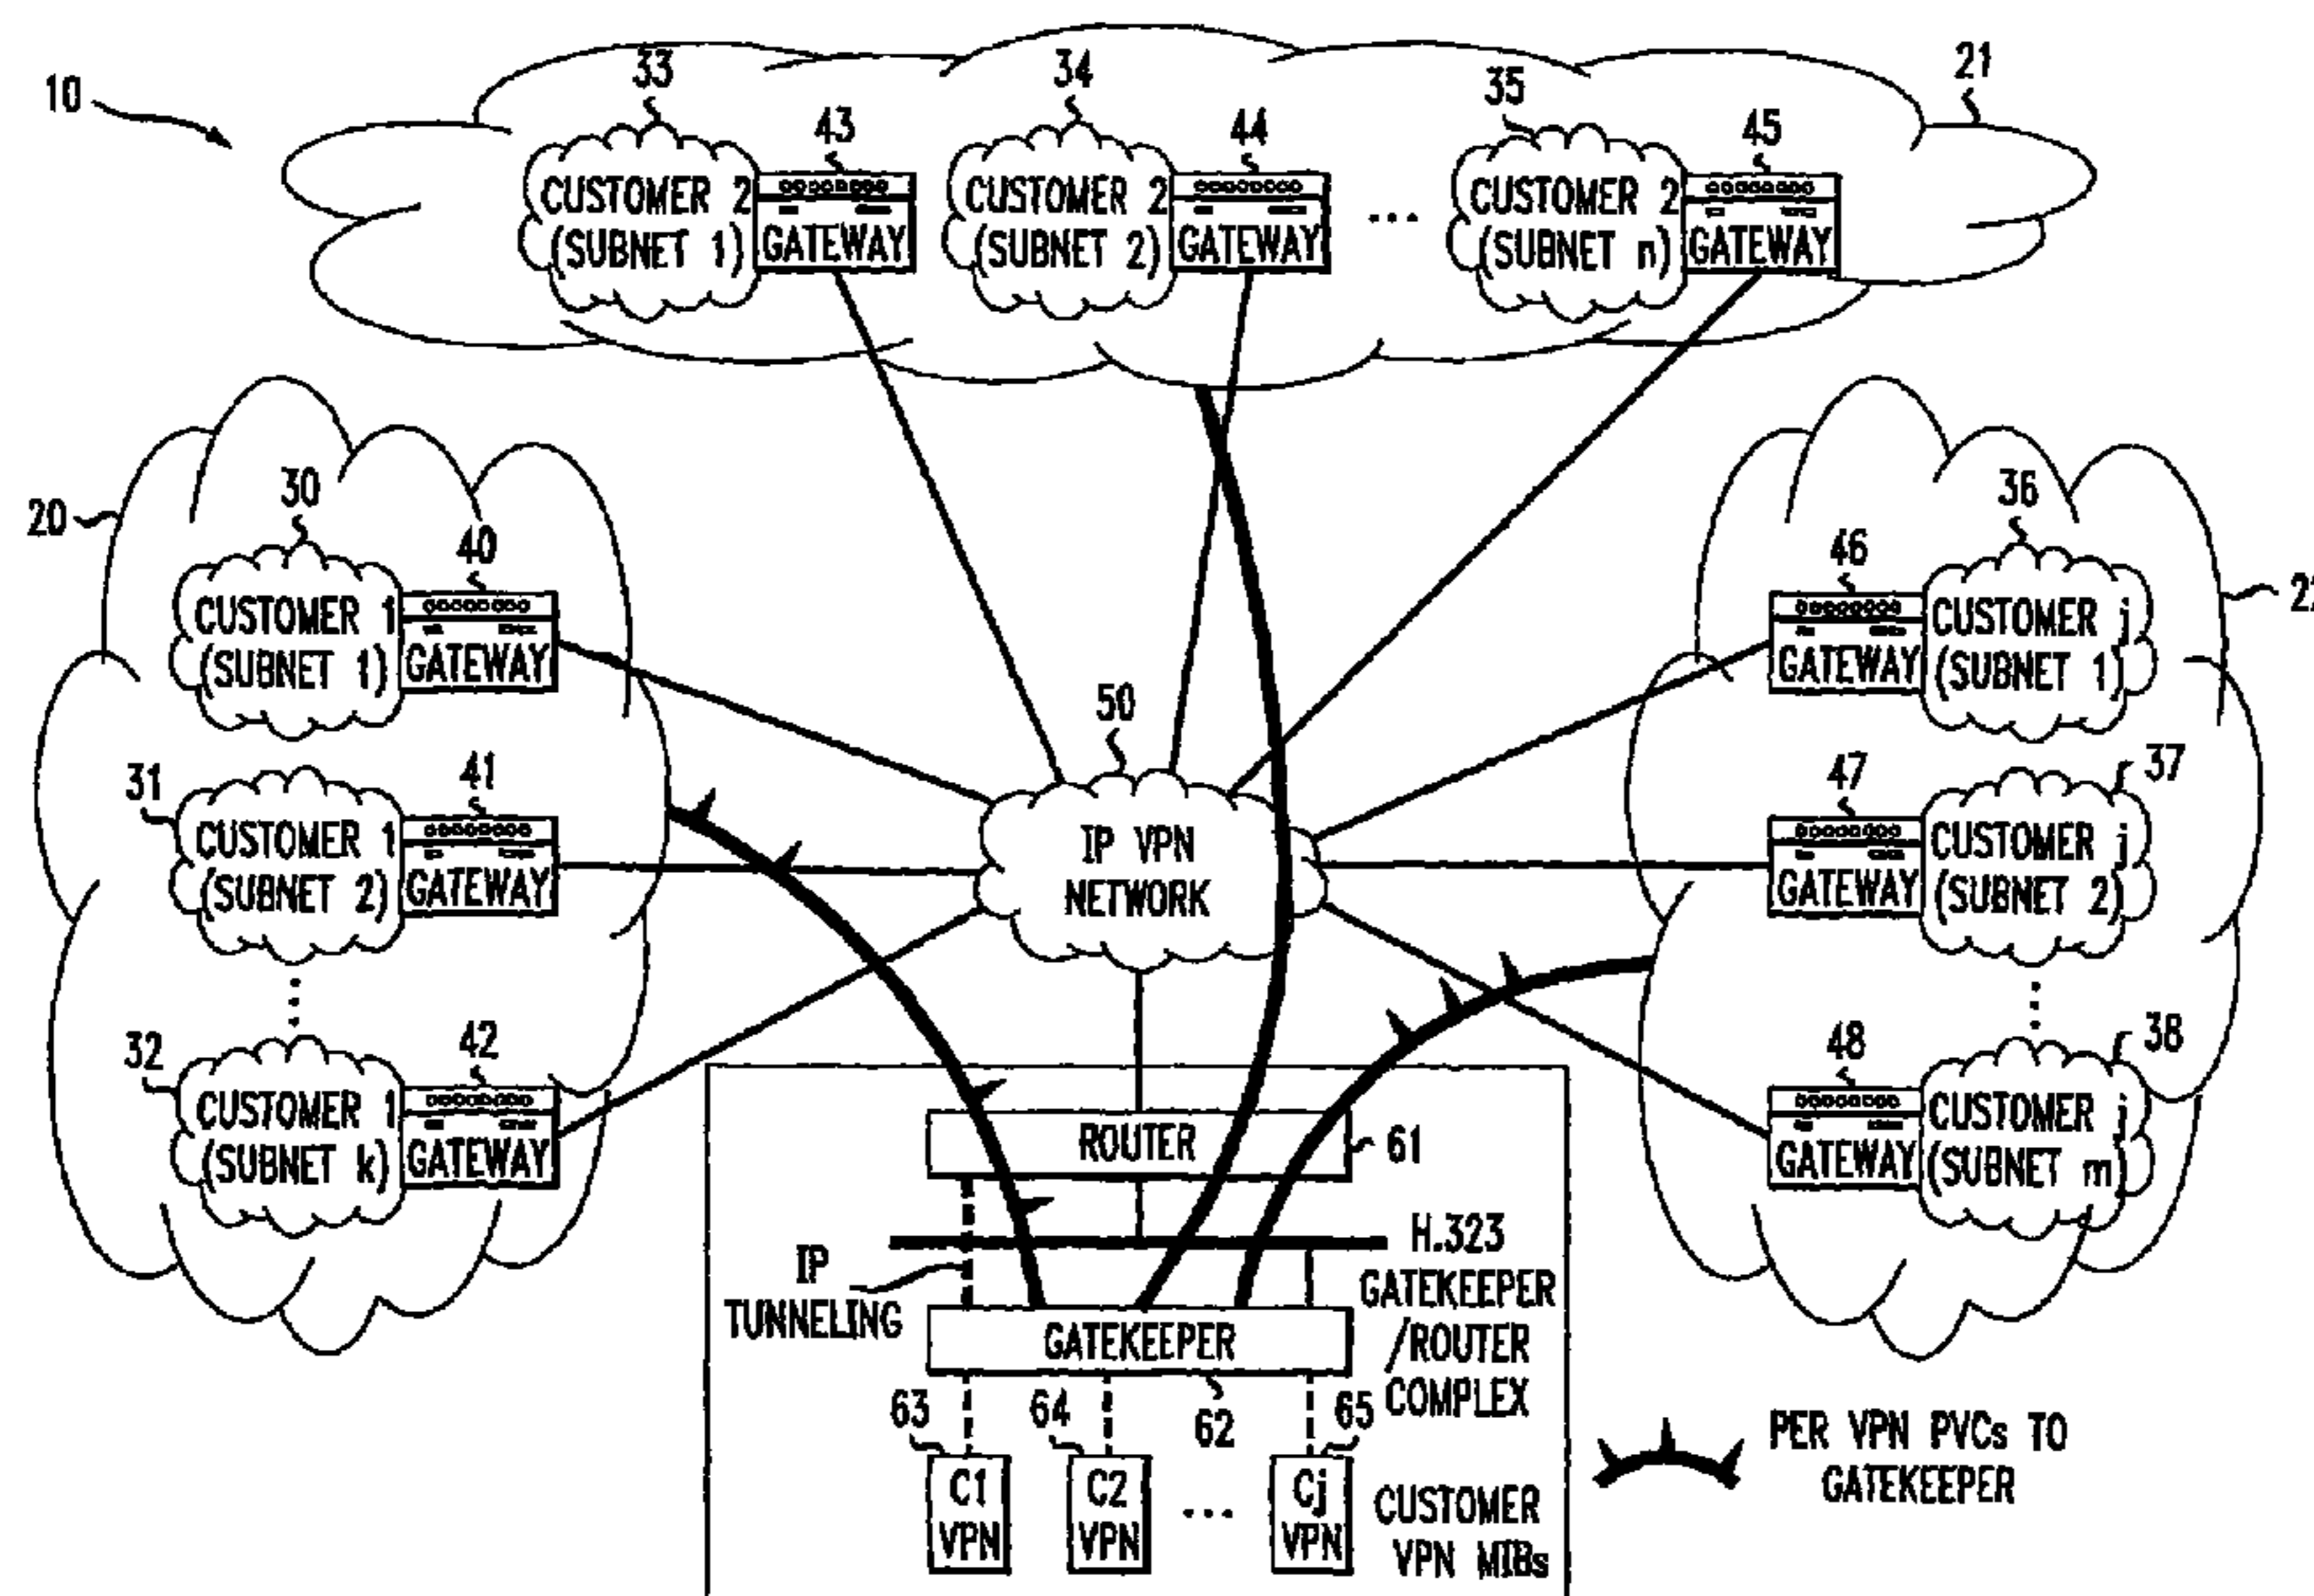 10
33
43
34
44
35
45
21
CUSTOMER 2
(SUBNET 1)
GATEWAY
CUSTOMER 2
(SUBNET 2)
GATEWAY
...
CUSTOMER 2
(SUBNET n)
GATEWAY
20
30
40
CUSTOMER 1
(SUBNET 1)
GATEWAY
31
41
CUSTOMER 1
(SUBNET 2)
GATEWAY
32
42
CUSTOMER 1
(SUBNET k)
GATEWAY
50
IP VPN
NETWORK
36
46
22
GATEWAY
CUSTOMER j
(SUBNET 1)
47
37
GATEWAY
CUSTOMER j
(SUBNET 2)
48
38
GATEWAY
CUSTOMER j
(SUBNET m)
ROUTER
61
IP
TUNNELING
H.323
GATEKEEPER
/ROUTER
COMPLEX
GATEKEEPER
63
64
62
65
C1
VPN
C2
VPN
...
Cj
VPN
CUSTOMER
VPN MIBs
PER VPN PVCs TO
GATEKEEPER